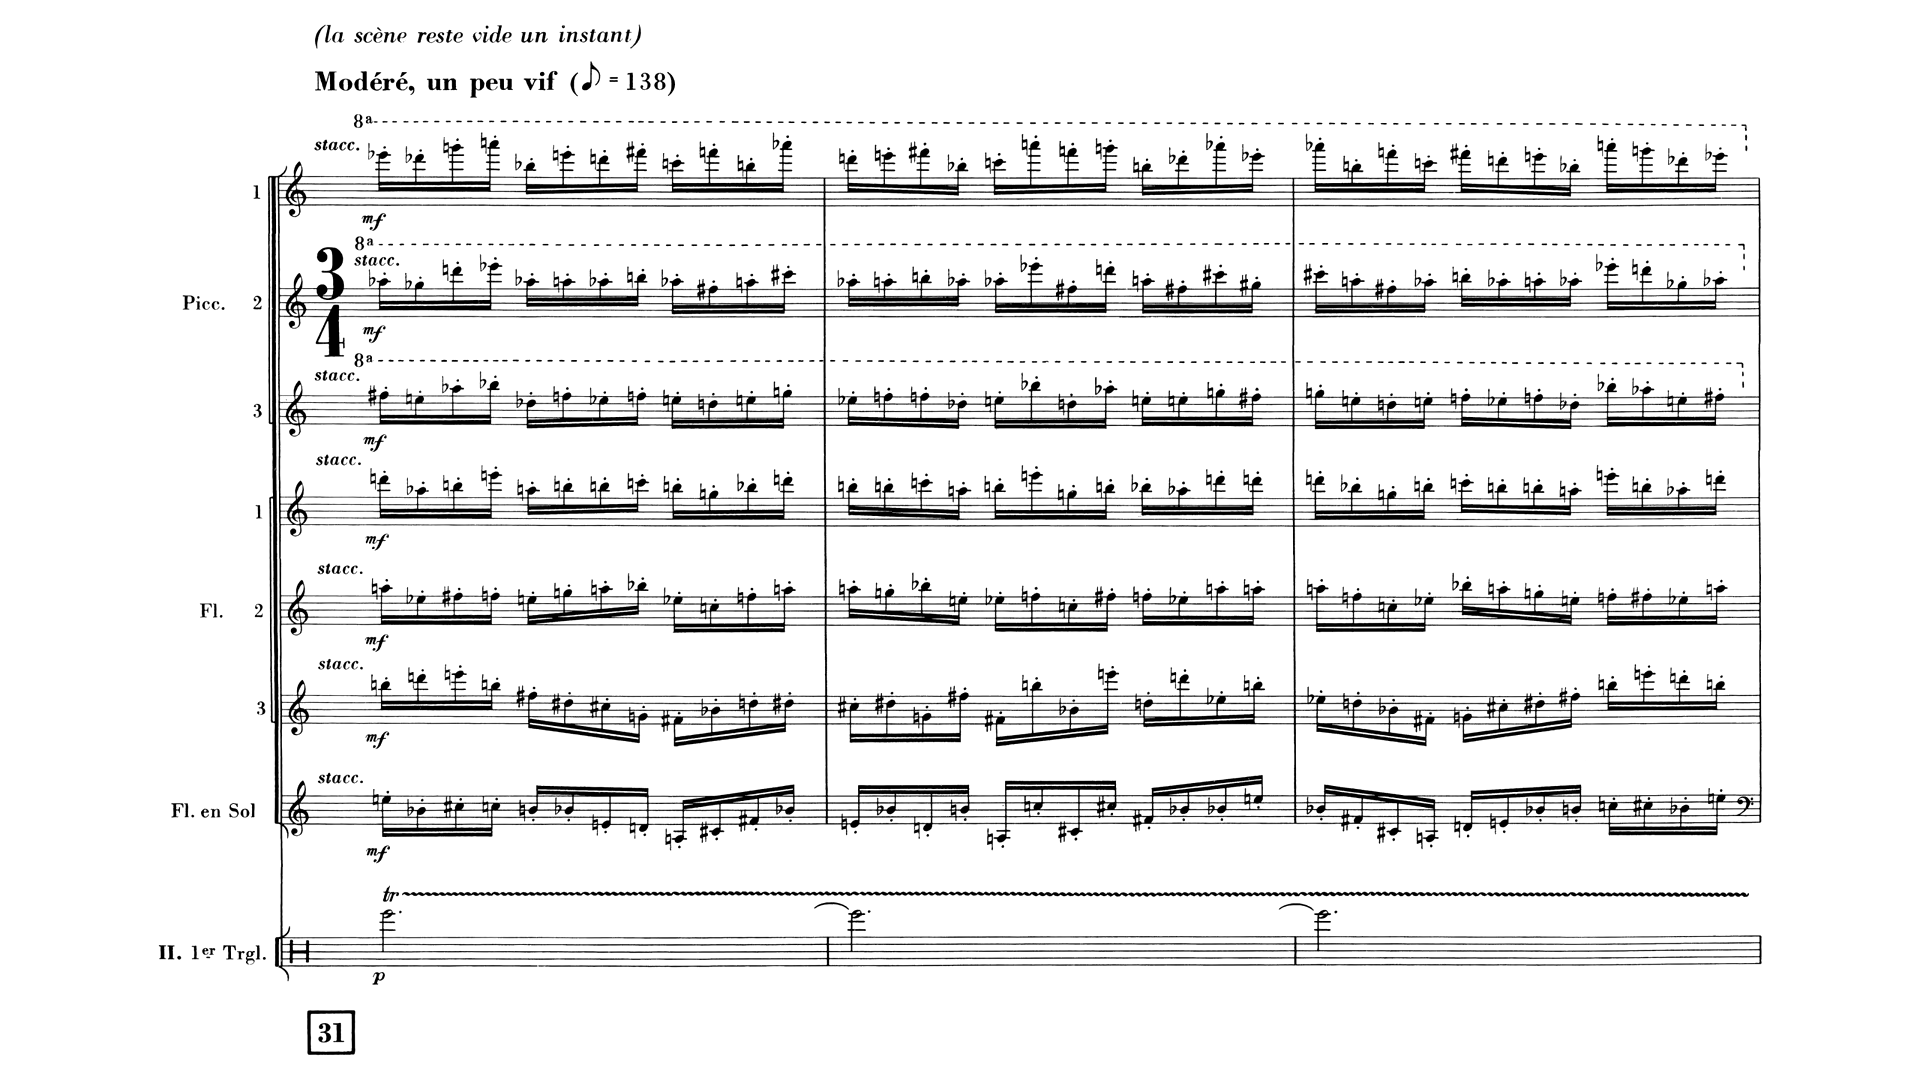 (la scène reste vide un instant)
Modéré, un peu vif (♪ = 138)
8ª
stacc.
1
mf
8ª
stacc.
3
4
Picc. 2
mf
8ª
stacc.
3
mf
stacc.
1
mf
stacc.
Fl. 2
mf
stacc.
3
mf
stacc.
Fl. en Sol
mf
tr
II. 1er Trgl.
p
31